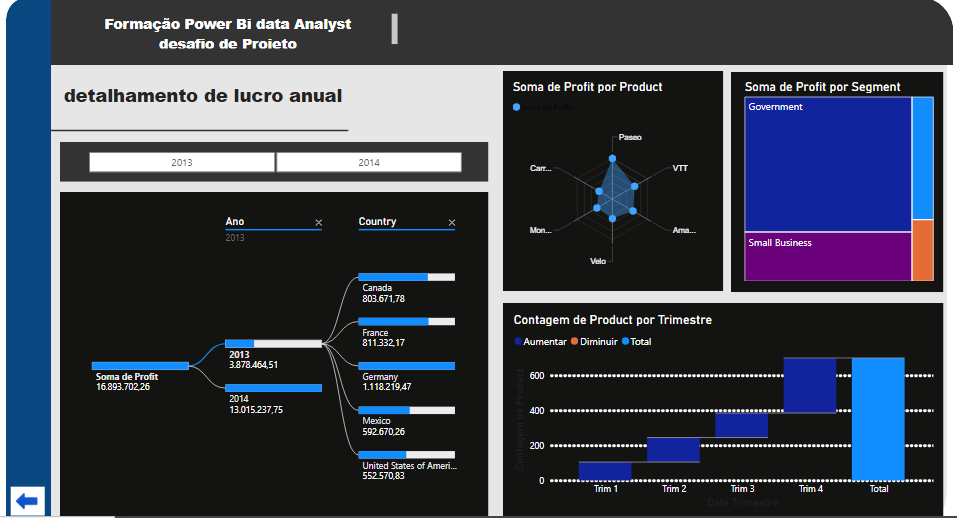 Formação Power Bi data Analyst
desafio de Projeto
detalhamento de lucro anual
2013
2014
Ano
2013
Country
Soma de Profit
16.893.702,26
2013
3.878.464,51
2014
13.015.237,75
Canada
803.671,78
France
811.332,17
Germany
1.118.219,47
Mexico
592.670,26
United States of Ameri...
552.570,83
Soma de Profit por Product
Soma de Profit
Paseo
VTT
Ama...
Velo
Mon...
Carr...
Soma de Profit por Segment
Government
Small Business
Contagem de Product por Trimestre
Aumentar
Diminuir
Total
Contagem de Product
600
400
200
0
Trim 1
Trim 2
Trim 3
Trim 4
Total
Data Trimestre